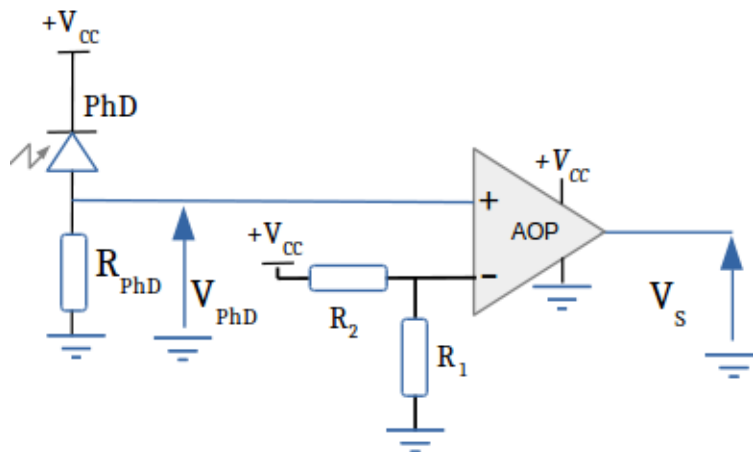 +Vcc
PhD
+Vcc
+
AOP
+Vcc
RPhD
VPhD
-
R2
R1
Vs